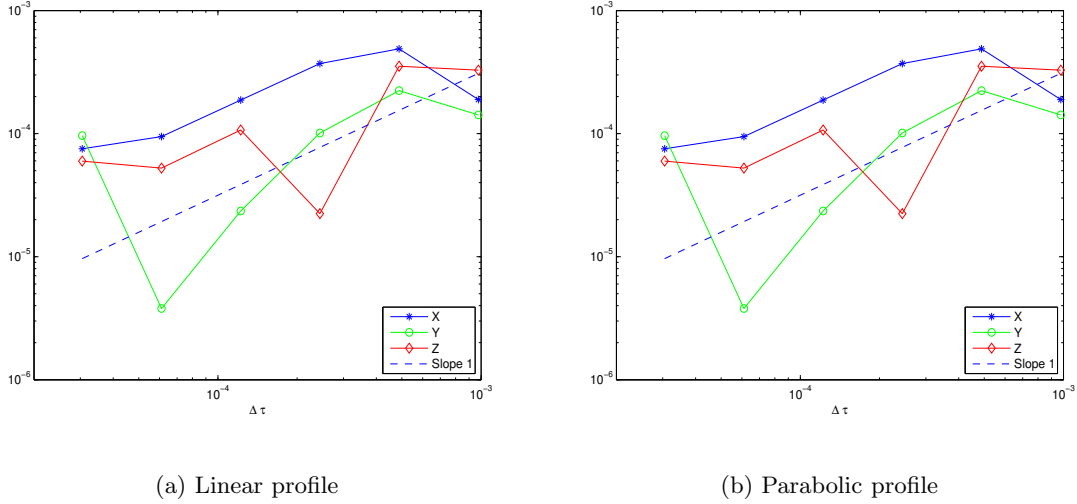 10⁻³
10⁻⁴
10⁻⁵
10⁻⁶
10⁻⁴
10⁻³
Δ τ
X
Y
Z
Slope 1
(a) Linear profile
10⁻³
10⁻⁴
10⁻⁵
10⁻⁶
10⁻⁴
10⁻³
Δ τ
X
Y
Z
Slope 1
(b) Parabolic profile